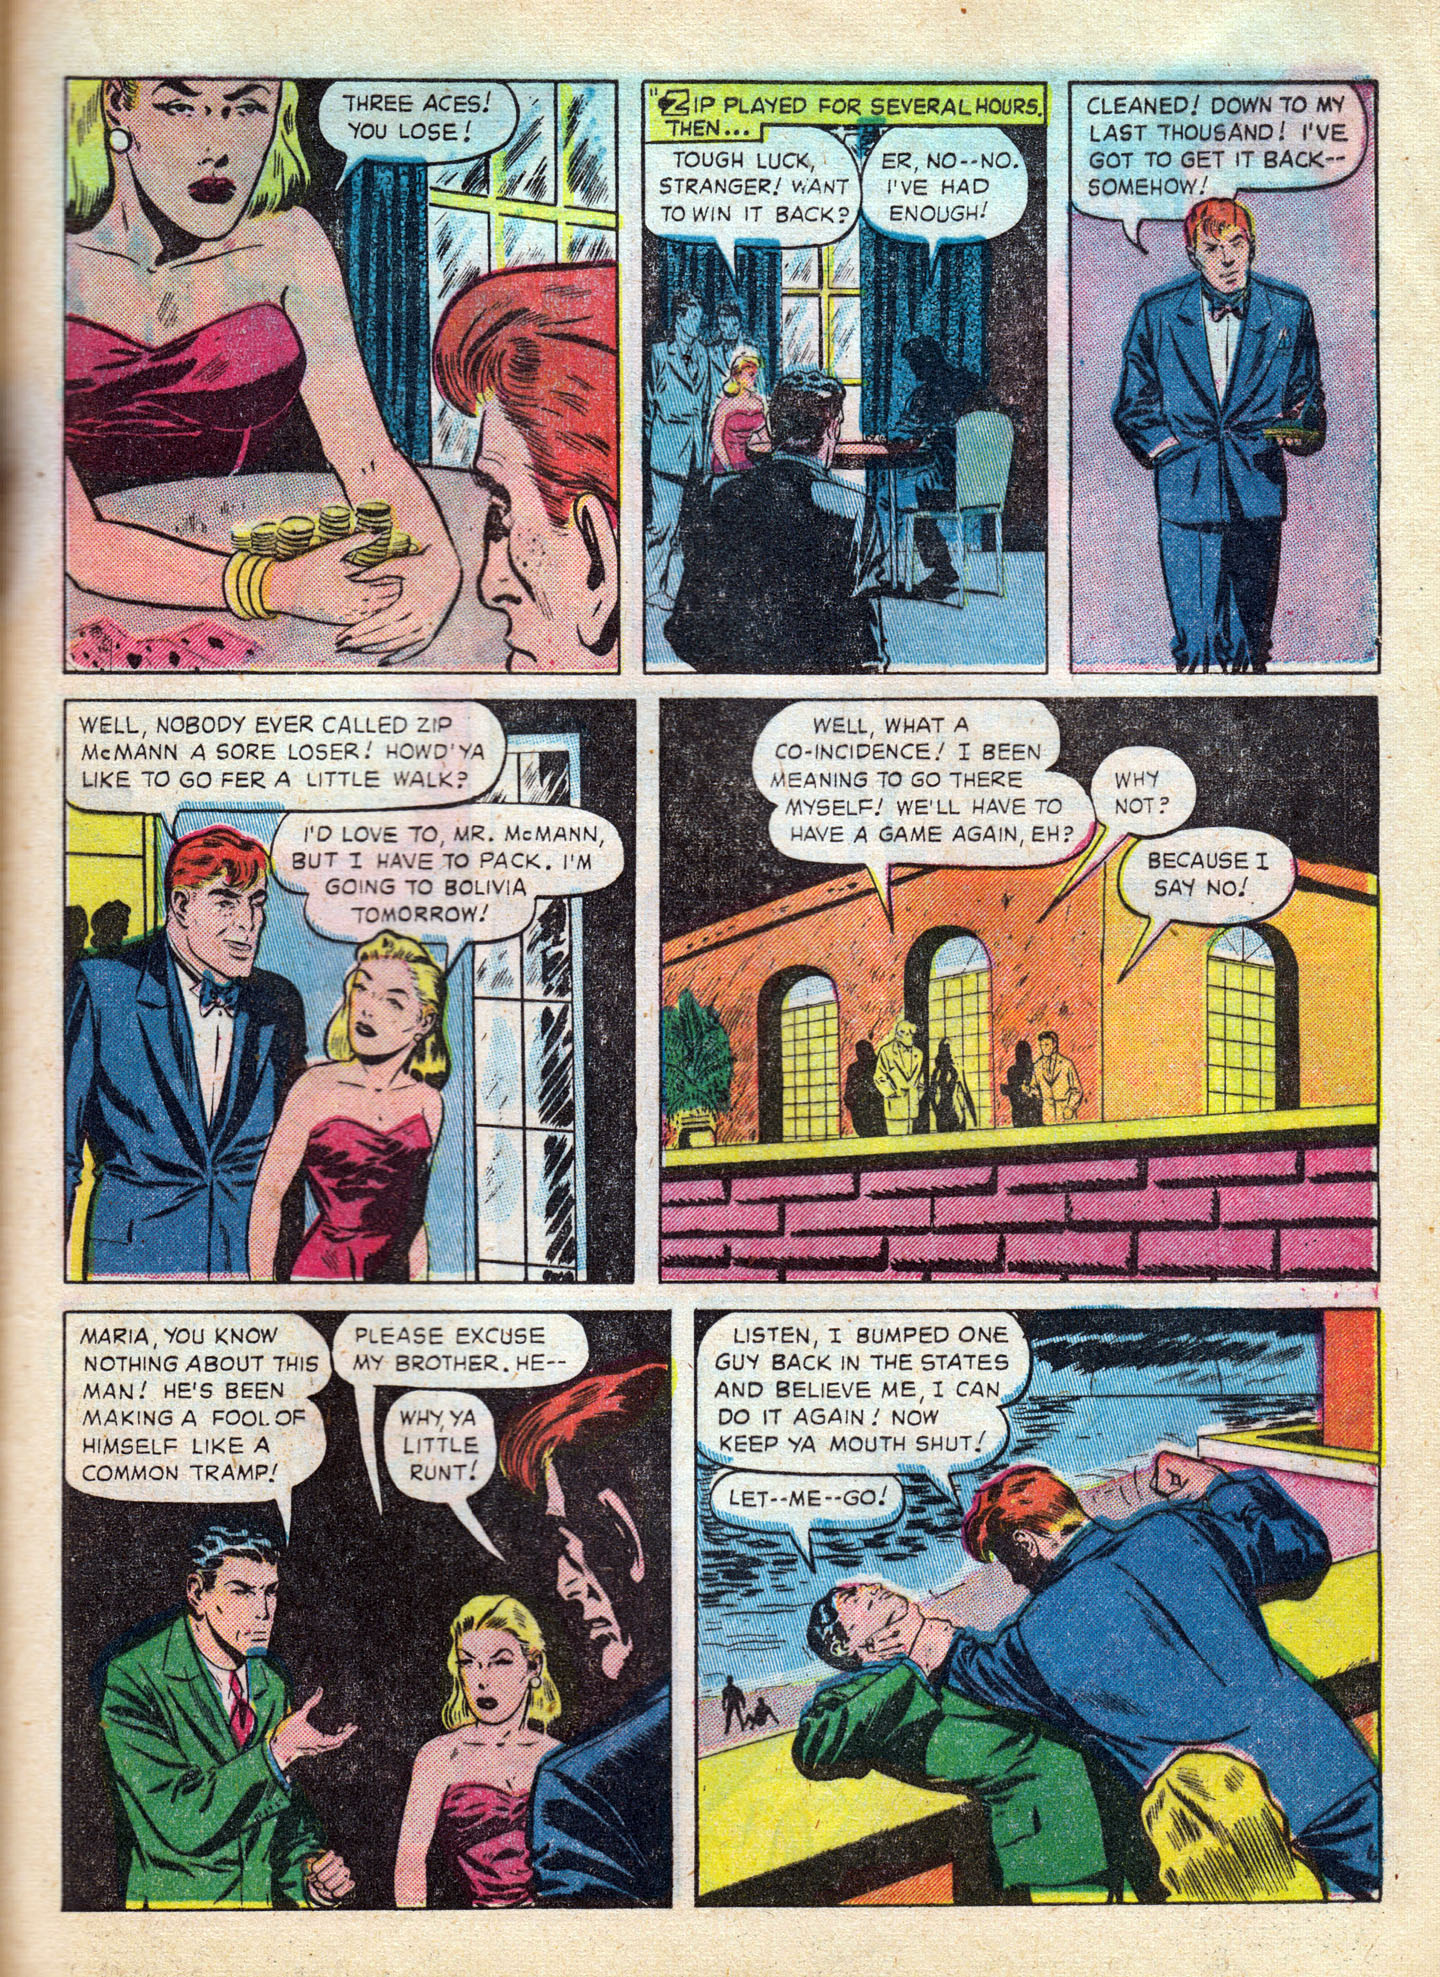 THREE ACES!
YOU LOSE!
"ZIP PLAYED FOR SEVERAL HOURS.
THEN...
TOUGH LUCK,
STRANGER! WANT
TO WIN IT BACK?
ER, NO--NO.
I'VE HAD
ENOUGH!
CLEANED! DOWN TO MY
LAST THOUSAND! I'VE
GOT TO GET IT BACK--
SOMEHOW!
WELL, NOBODY EVER CALLED ZIP
McMANN A SORE LOSER! HOWD'YA
LIKE TO GO FER A LITTLE WALK?
I'D LOVE TO, MR. McMANN,
BUT I HAVE TO PACK. I'M
GOING TO BOLIVIA
TOMORROW!
WELL, WHAT A
CO-INCIDENCE! I BEEN
MEANING TO GO THERE
MYSELF! WE'LL HAVE TO
HAVE A GAME AGAIN, EH?
WHY
NOT?
BECAUSE I
SAY NO!
MARIA, YOU KNOW
NOTHING ABOUT THIS
MAN! HE'S BEEN
MAKING A FOOL OF
HIMSELF LIKE A
COMMON TRAMP!
PLEASE EXCUSE
MY BROTHER. HE--
WHY, YA
LITTLE
RUNT!
LISTEN, I BUMPED ONE
GUY BACK IN THE STATES
AND BELIEVE ME, I CAN
DO IT AGAIN! NOW
KEEP YA MOUTH SHUT!
LET--ME--GO!